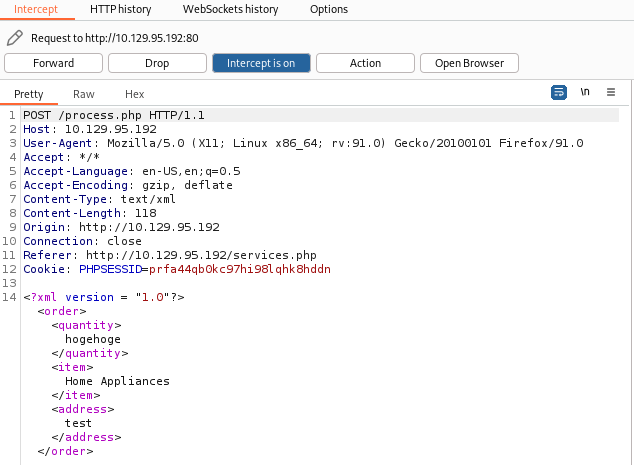 Intercept HTTP history WebSockets history Options
Request to http://10.129.95.192:80
Forward Drop Intercept is on Action Open Browser
Pretty Raw Hex \n
1 POST /process.php HTTP/1.1
2 Host: 10.129.95.192
3 User-Agent: Mozilla/5.0 (X11; Linux x86_64; rv:91.0) Gecko/20100101 Firefox/91.0
4 Accept: */*
5 Accept-Language: en-US,en;q=0.5
6 Accept-Encoding: gzip, deflate
7 Content-Type: text/xml
8 Content-Length: 118
9 Origin: http://10.129.95.192
10 Connection: close
11 Referer: http://10.129.95.192/services.php
12 Cookie: PHPSESSID=prfa44qb0kc97hi98lqhk8hddn
13
14 <?xml version = "1.0"?>
<order>
<quantity>
hogehoge
</quantity>
<item>
Home Appliances
</item>
<address>
test
</address>
</order>